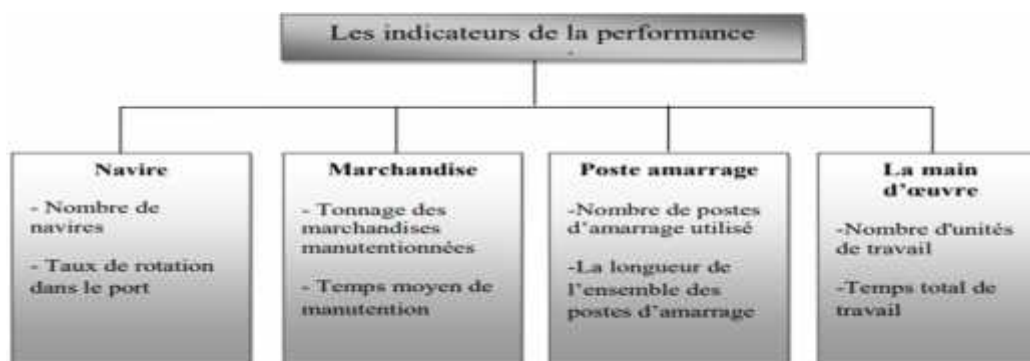 Les indicateurs de la performance
Navire
- Nombre de
navires
- Taux de rotation
dans le port
Marchandise
- Tonnage des
marchandises
manutentionnées
- Temps moyen de
manutention
Poste amarrage
-Nombre de postes
d'amarrage utilisé
-La longueur de
l'ensemble des
postes d'amarrage
La main
d'œuvre
-Nombre d'unités
de travail
-Temps total de
travail